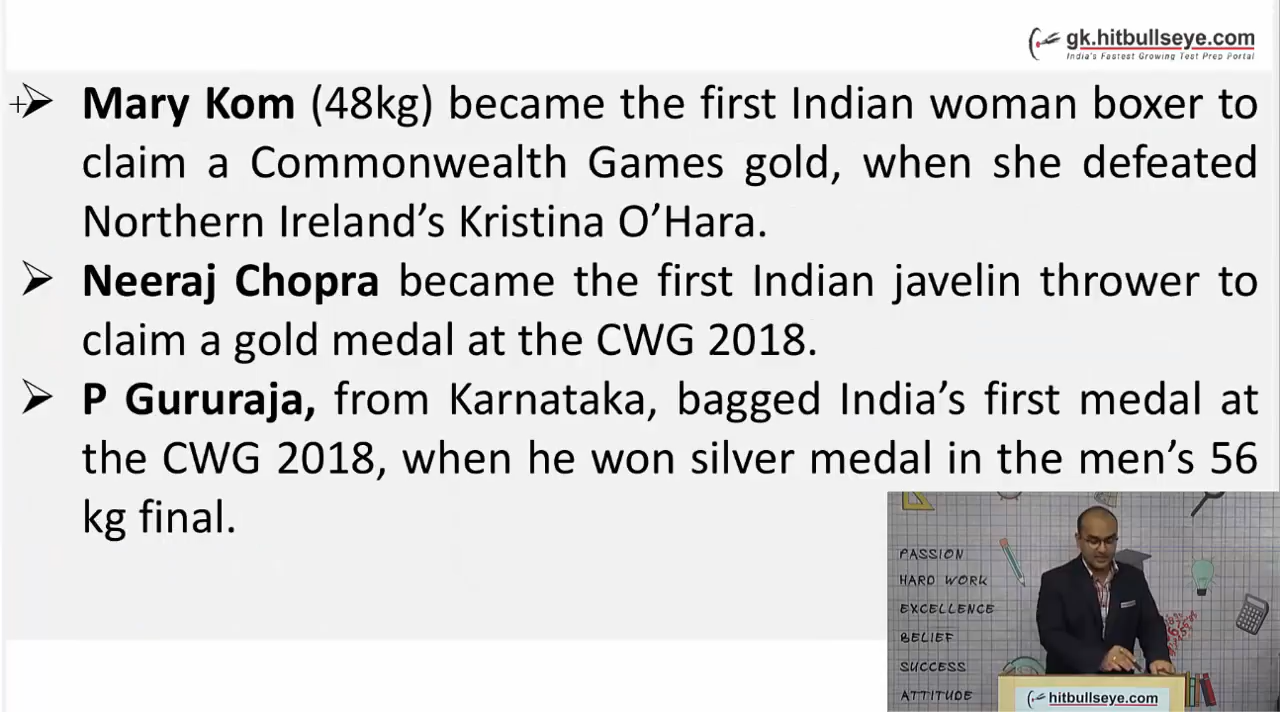 gk.hitbullseye.com
India's Fastest Growing Test Prep Portal
➢ Mary Kom (48kg) became the first Indian woman boxer to
claim a Commonwealth Games gold, when she defeated
Northern Ireland’s Kristina O’Hara.
➢ Neeraj Chopra became the first Indian javelin thrower to
claim a gold medal at the CWG 2018.
➢ P Gururaja, from Karnataka, bagged India’s first medal at
the CWG 2018, when he won silver medal in the men’s 56
kg final.
PASSION
HARD WORK
EXCELLENCE
BELIEF
SUCCESS
ATTITUDE
hitbullseye.com